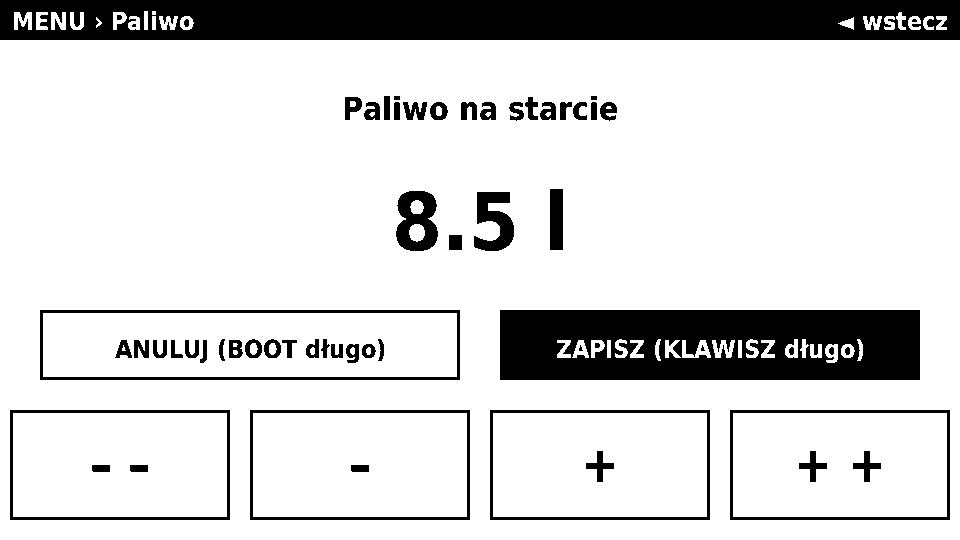 MENU › Paliwo
◄ wstecz
Paliwo na starcie
8.5 l
ANULUJ (BOOT długo)
ZAPISZ (KLAWISZ długo)
- -
-
+
+ +